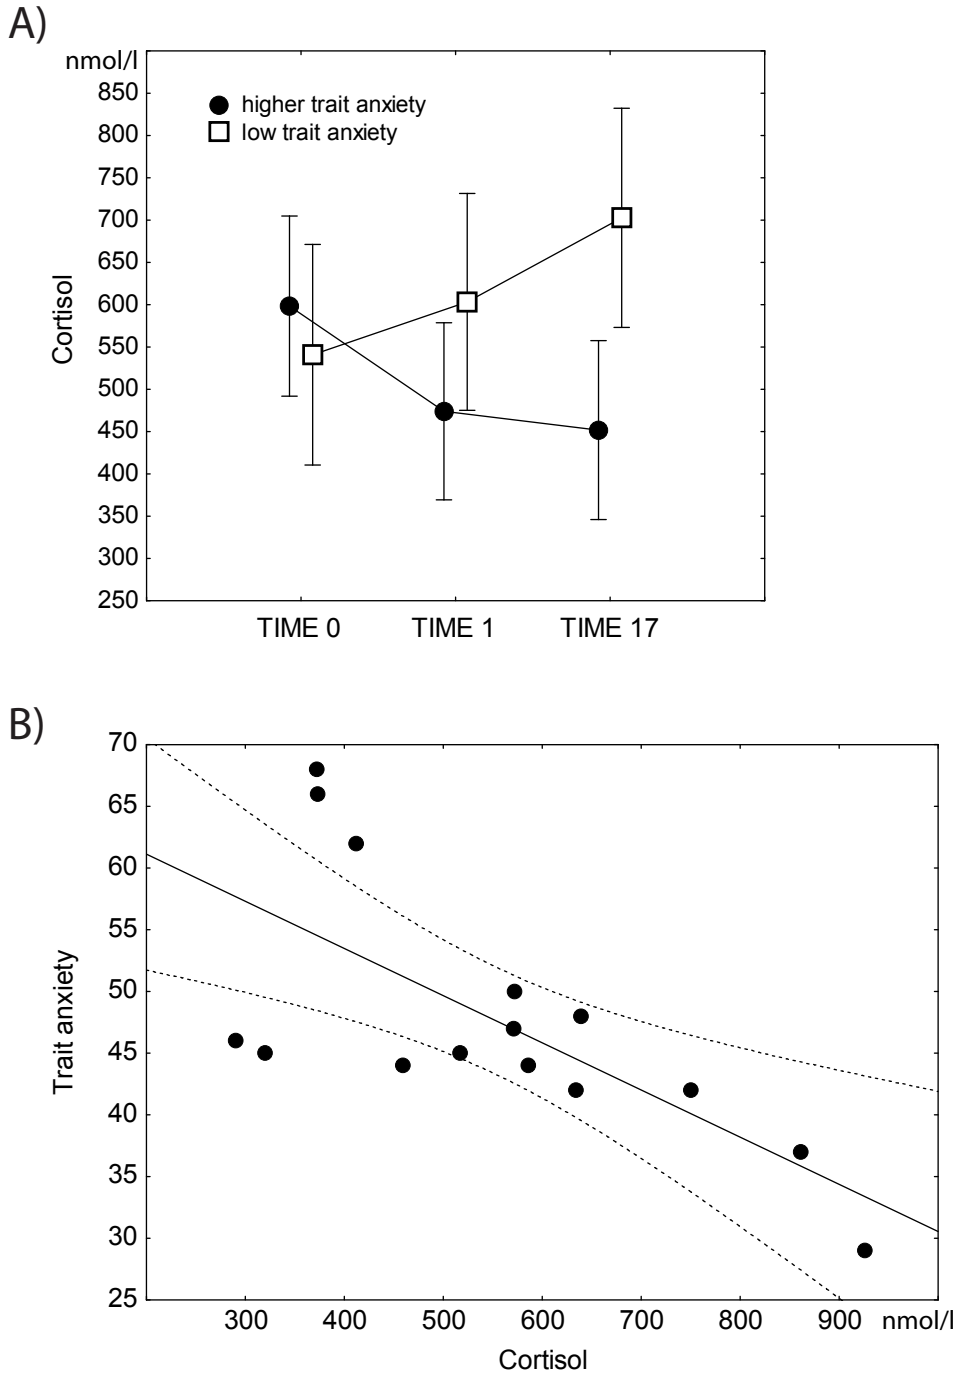 A)
nmol/l
850
800
750
700
650
600
550
500
450
400
350
300
250
Cortisol
higher trait anxiety
low trait anxiety
TIME 0 TIME 1 TIME 17
B)
70
65
60
55
50
45
40
35
30
25
Trait anxiety
300 400 500 600 700 800 900 nmol/l
Cortisol